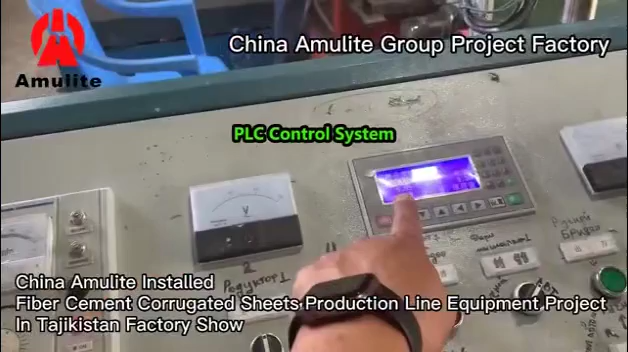 Amulite
China Amulite Group Project Factory
PLC Control System
V
2
Редуктор 1
China Amulite Installed
Fiber Cement Corrugated Sheets Production Line Equipment Project
In Tajikistan Factory Show